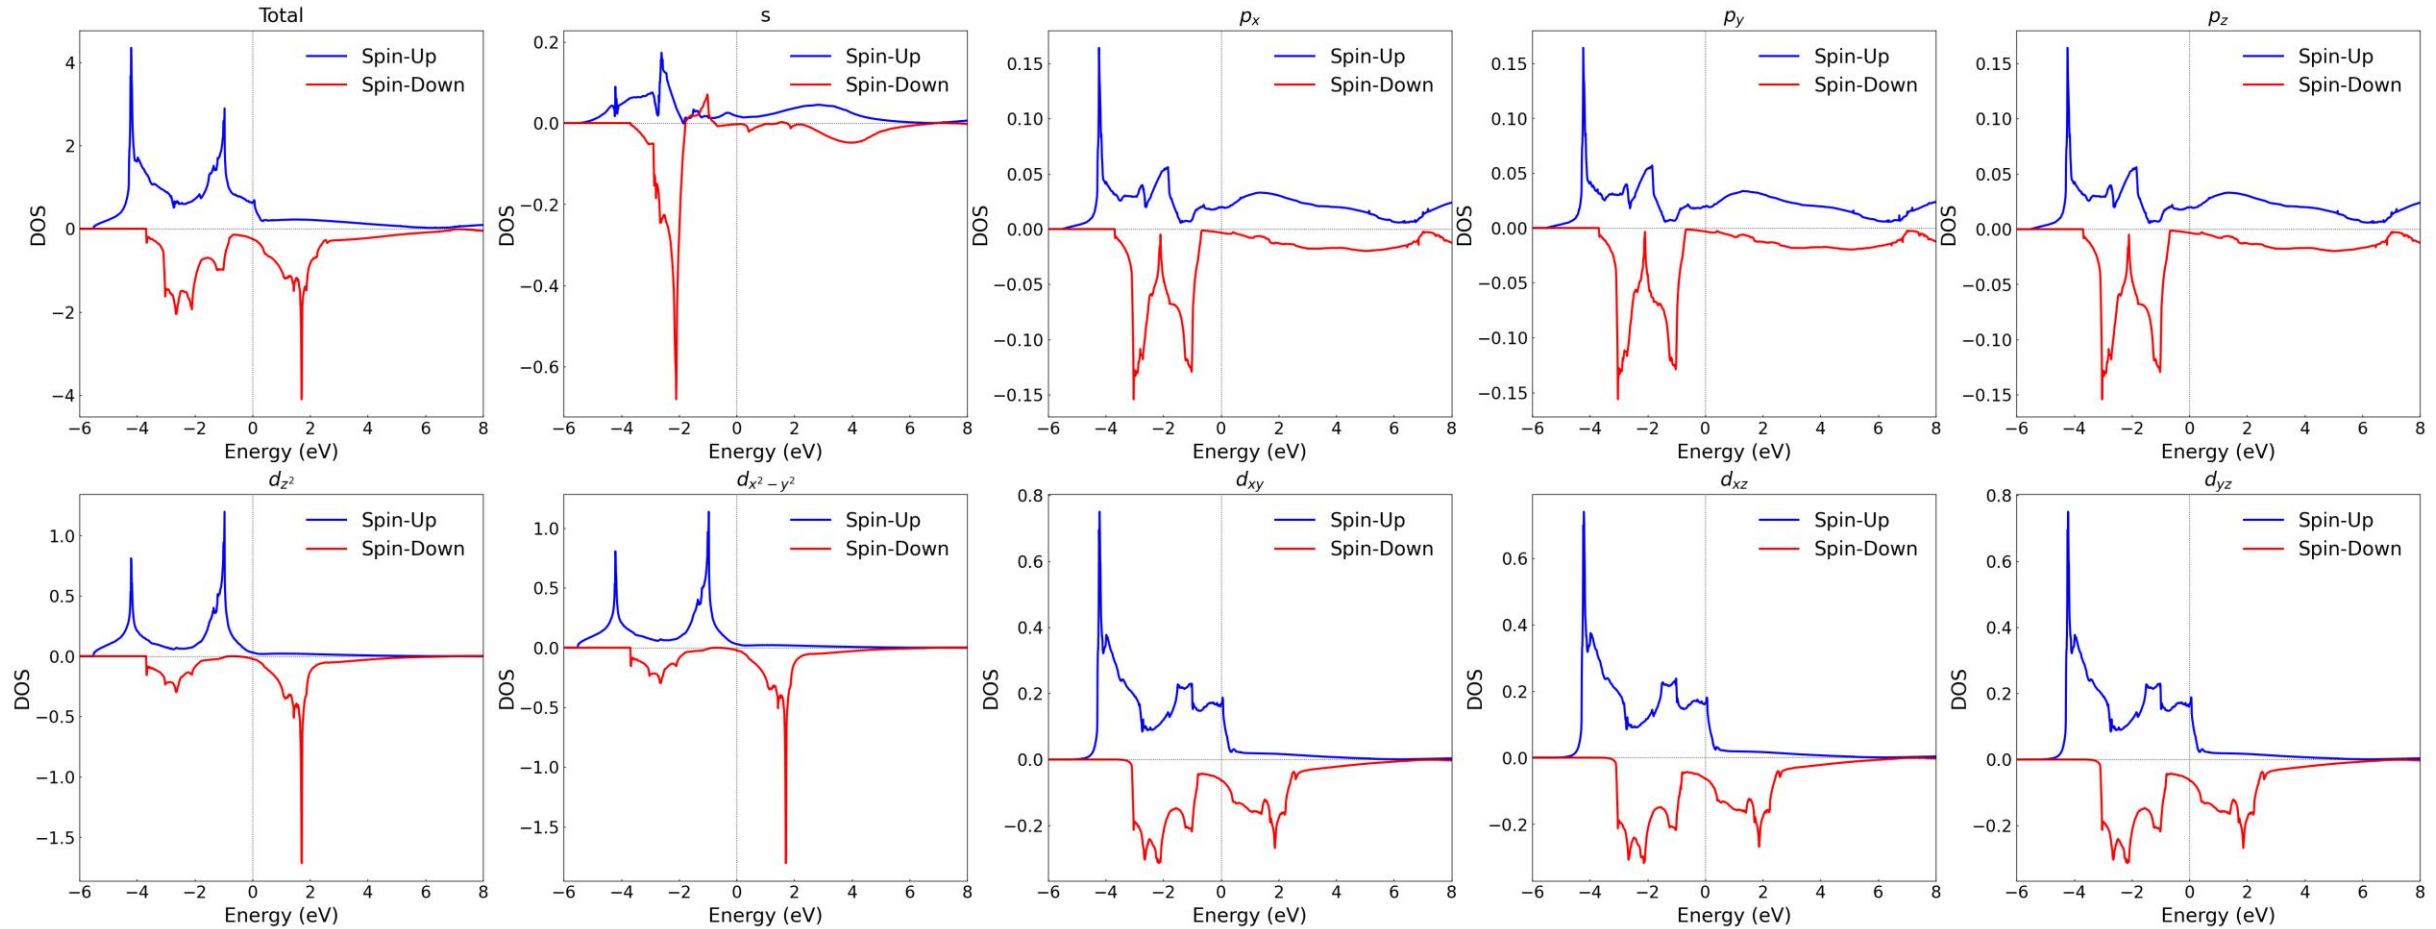 Total
4
2
0
−2
−4
−6 −4 −2 0 2 4 6 8
DOS
Energy (eV)
Spin-Up
Spin-Down
s
0.2
0.0
−0.2
−0.4
−0.6
−6 −4 −2 0 2 4 6 8
DOS
Energy (eV)
Spin-Up
Spin-Down
pₓ
0.15
0.10
0.05
0.00
−0.05
−0.10
−0.15
−6 −4 −2 0 2 4 6 8
DOS
Energy (eV)
Spin-Up
Spin-Down
p_y
0.15
0.10
0.05
0.00
−0.05
−0.10
−0.15
−6 −4 −2 0 2 4 6 8
DOS
Energy (eV)
Spin-Up
Spin-Down
p_z
0.15
0.10
0.05
0.00
−0.05
−0.10
−0.15
−6 −4 −2 0 2 4 6 8
DOS
Energy (eV)
Spin-Up
Spin-Down
d_z²
1.0
0.5
0.0
−0.5
−1.0
−1.5
−6 −4 −2 0 2 4 6 8
DOS
Energy (eV)
Spin-Up
Spin-Down
d_x² − y²
1.0
0.5
0.0
−0.5
−1.0
−1.5
−6 −4 −2 0 2 4 6 8
DOS
Energy (eV)
Spin-Up
Spin-Down
d_xy
0.8
0.6
0.4
0.2
0.0
−0.2
−6 −4 −2 0 2 4 6 8
DOS
Energy (eV)
Spin-Up
Spin-Down
d_xz
0.6
0.4
0.2
0.0
−0.2
−6 −4 −2 0 2 4 6 8
DOS
Energy (eV)
Spin-Up
Spin-Down
d_yz
0.8
0.6
0.4
0.2
0.0
−0.2
−6 −4 −2 0 2 4 6 8
DOS
Energy (eV)
Spin-Up
Spin-Down